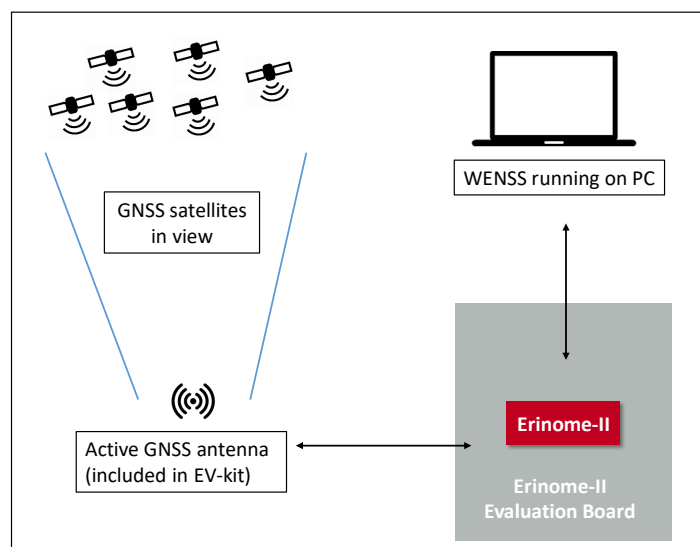 GNSS satellites
in view
WENSS running on PC
Active GNSS antenna
(included in EV-kit)
Erinome-II
Erinome-II
Evaluation Board